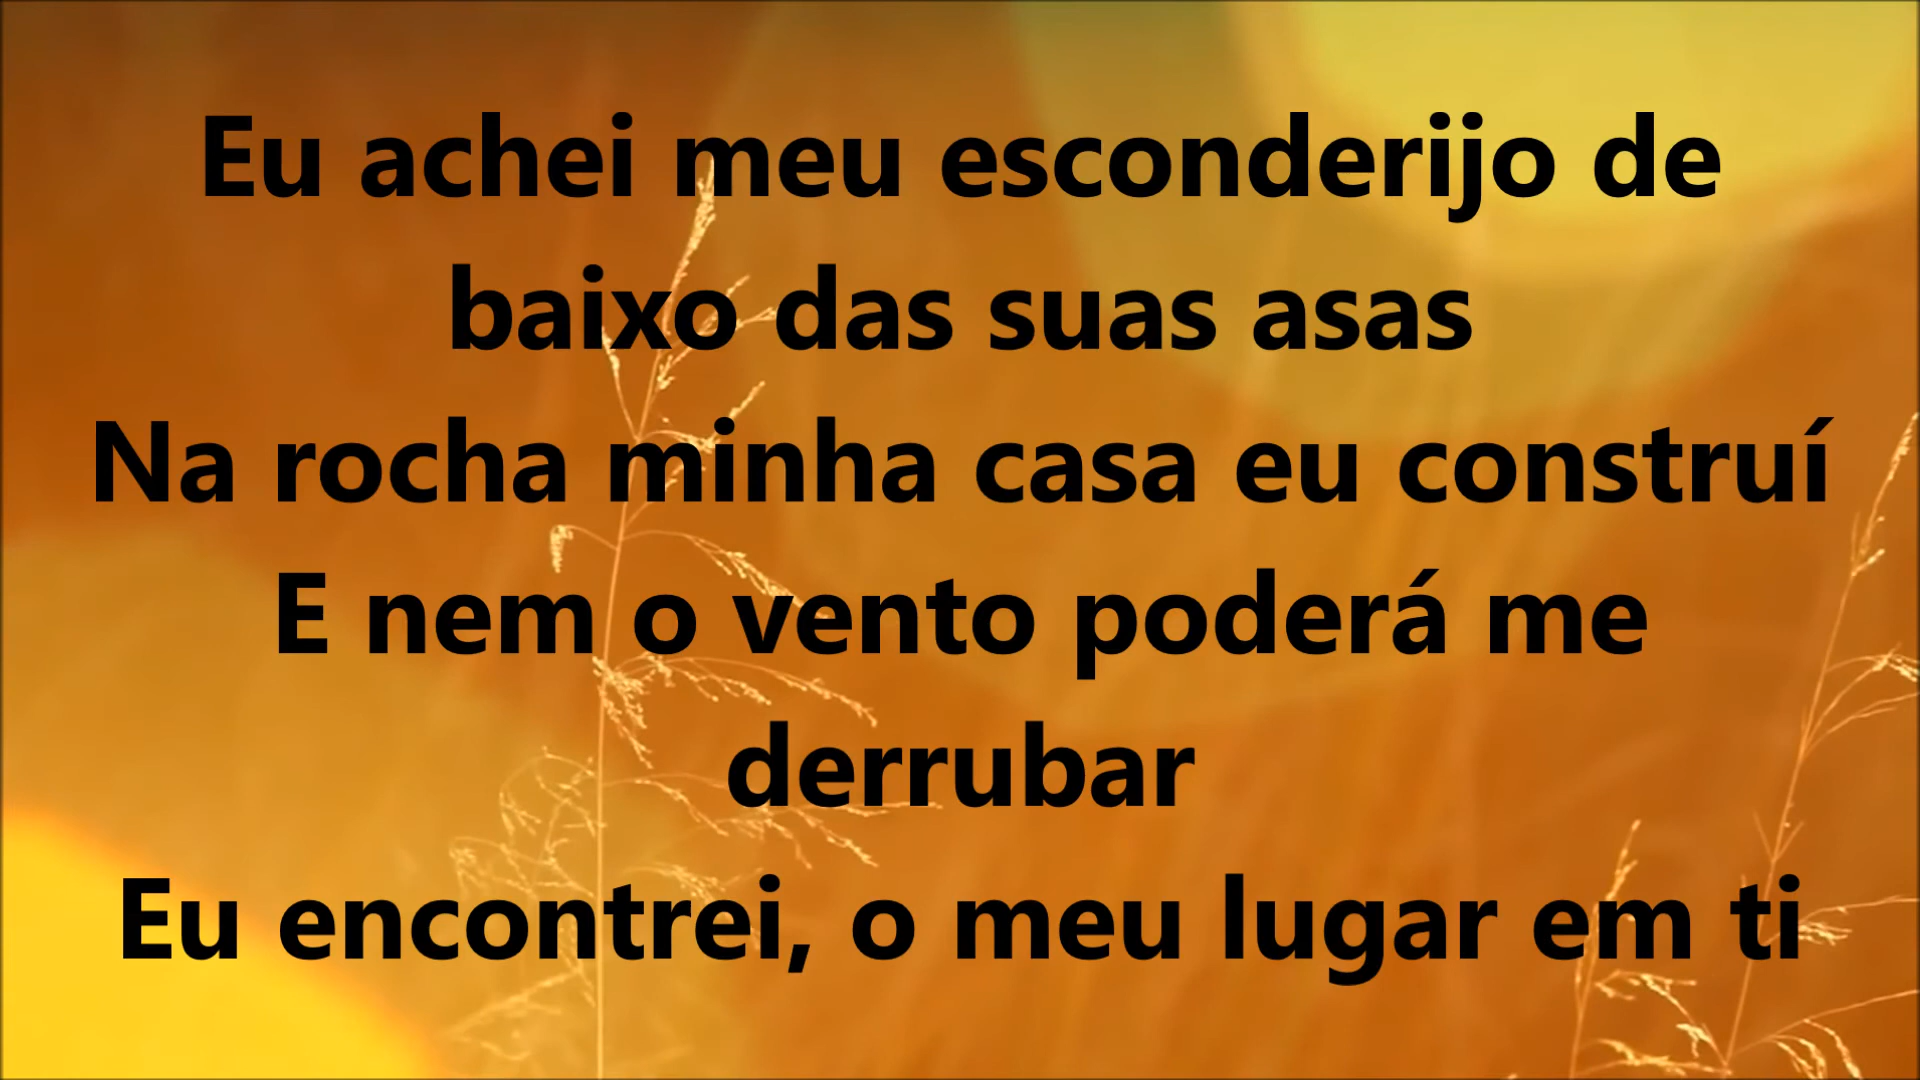 Eu achei meu esconderijo de
baixo das suas asas
Na rocha minha casa eu construí
E nem o vento poderá me
derrubar
Eu encontrei, o meu lugar em ti